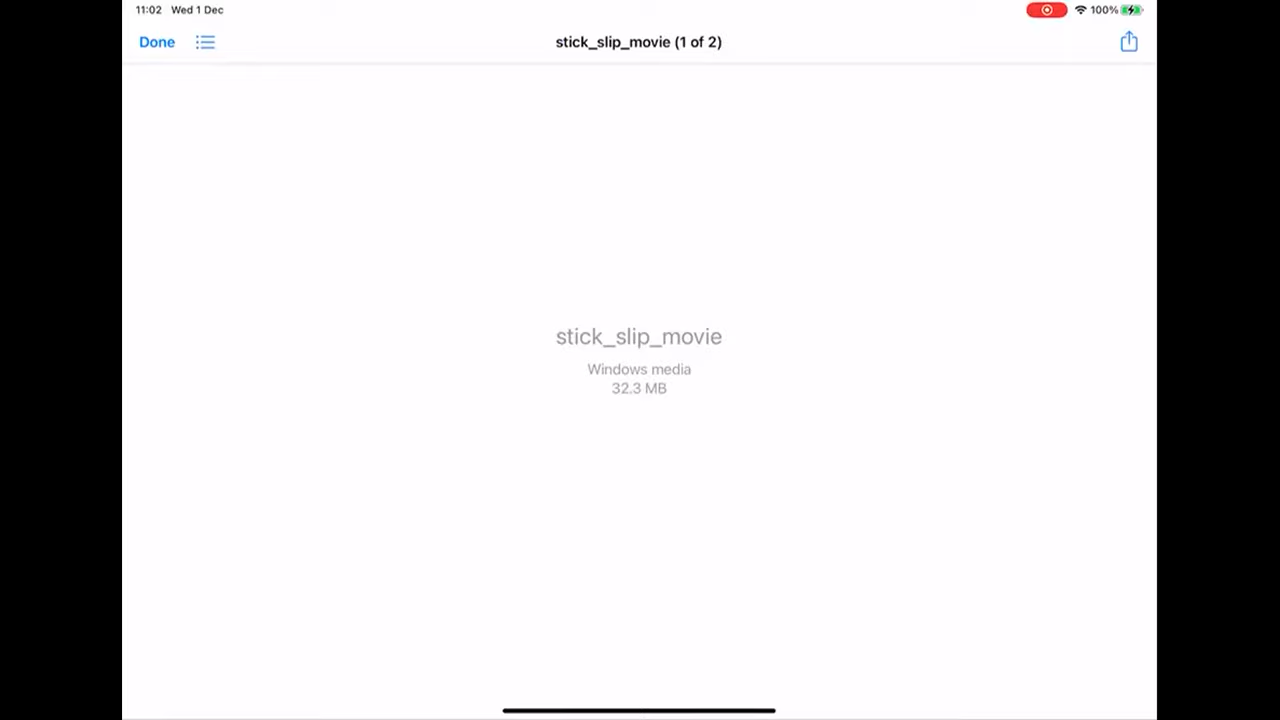 11:02 Wed 1 Dec
100%
Done
stick_slip_movie (1 of 2)
stick_slip_movie
Windows media
32.3 MB